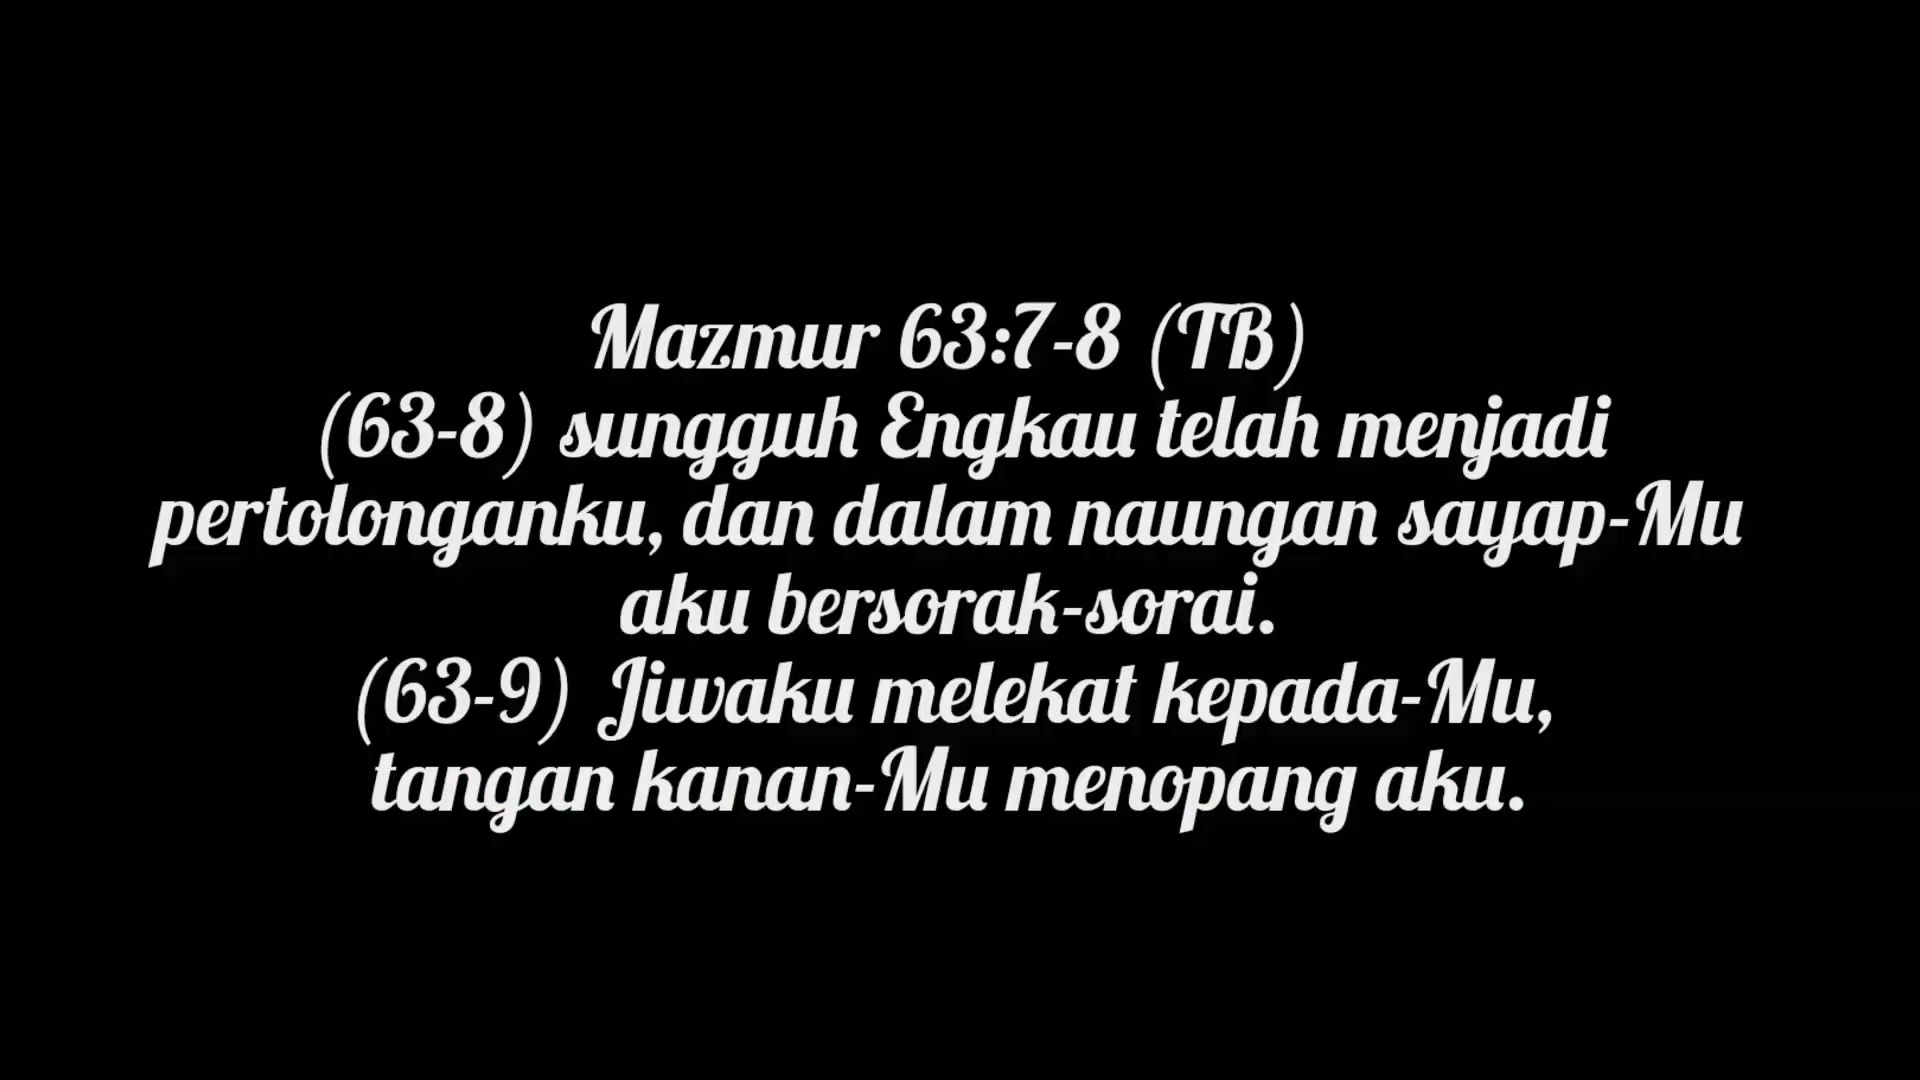 Mazmur 63:7-8 (TB)
(63-8) sungguh Engkau telah menjadi
pertolonganku, dan dalam naungan sayap-Mu
aku bersorak-sorai.
(63-9) Jiwaku melekat kepada-Mu,
tangan kanan-Mu menopang aku.